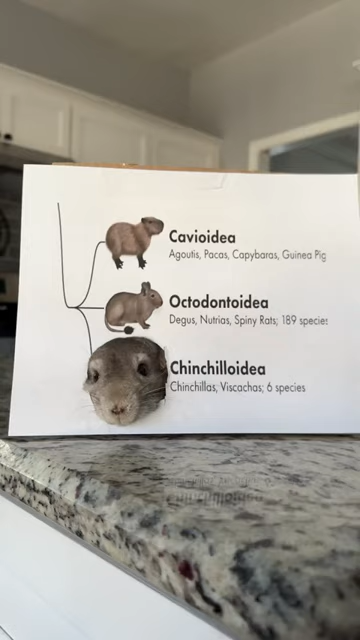 Cavioidea
Agoutis, Pacas, Capybaras, Guinea Pig
Octodontoidea
Degus, Nutrias, Spiny Rats; 189 species
Chinchilloidea
Chinchillas, Viscachas; 6 species